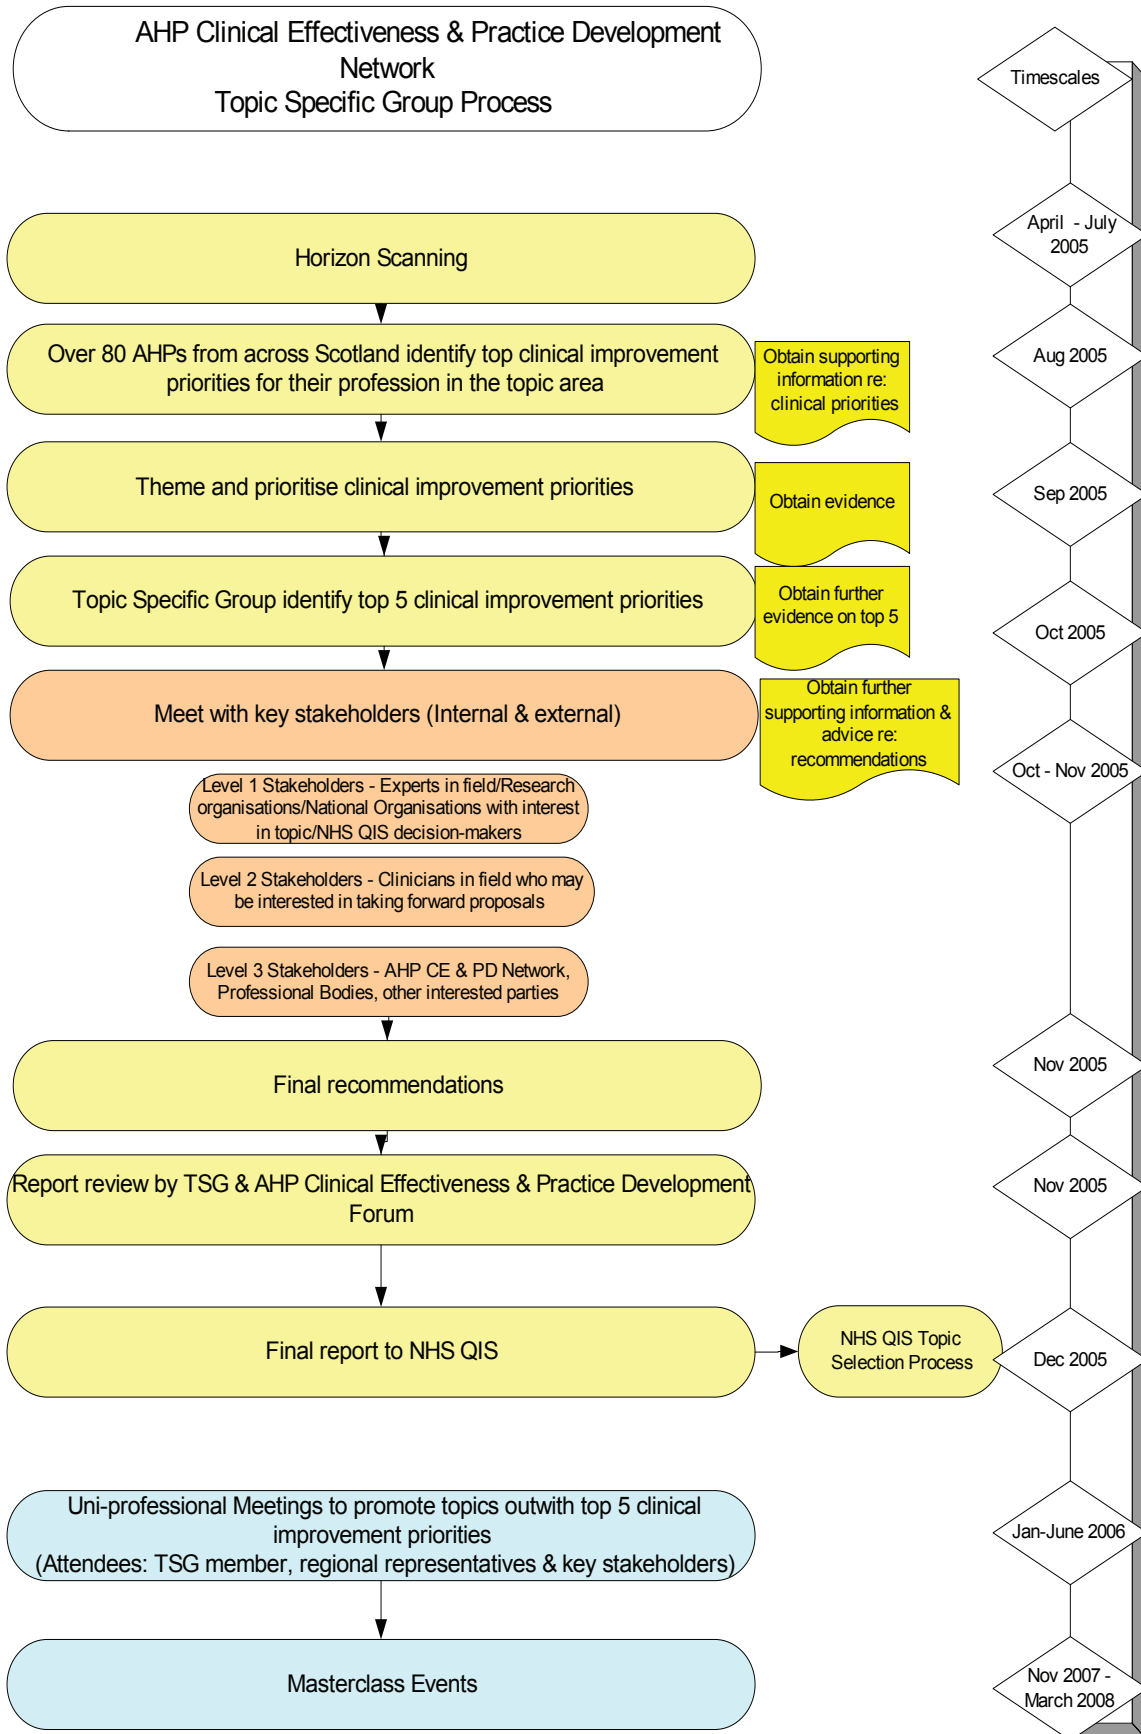 AHP Clinical Effectiveness & Practice Development
Network
Topic Specific Group Process
Timescales
Horizon Scanning
April - July
2005
Over 80 AHPs from across Scotland identify top clinical improvement
priorities for their profession in the topic area
Obtain supporting
information re:
clinical priorities
Aug 2005
Theme and prioritise clinical improvement priorities
Obtain evidence
Sep 2005
Topic Specific Group identify top 5 clinical improvement priorities
Obtain further
evidence on top 5
Oct 2005
Meet with key stakeholders (Internal & external)
Obtain further
supporting information &
advice re:
recommendations
Oct - Nov 2005
Level 1 Stakeholders - Experts in field/Research
organisations/National Organisations with interest
in topic/NHS QIS decision-makers
Level 2 Stakeholders - Clinicians in field who may
be interested in taking forward proposals
Level 3 Stakeholders - AHP CE & PD Network,
Professional Bodies, other interested parties
Final recommendations
Nov 2005
Report review by TSG & AHP Clinical Effectiveness & Practice Development
Forum
Nov 2005
Final report to NHS QIS
NHS QIS Topic
Selection Process
Dec 2005
Uni-professional Meetings to promote topics outwith top 5 clinical
improvement priorities
(Attendees: TSG member, regional representatives & key stakeholders)
Jan-June 2006
Masterclass Events
Nov 2007 -
March 2008